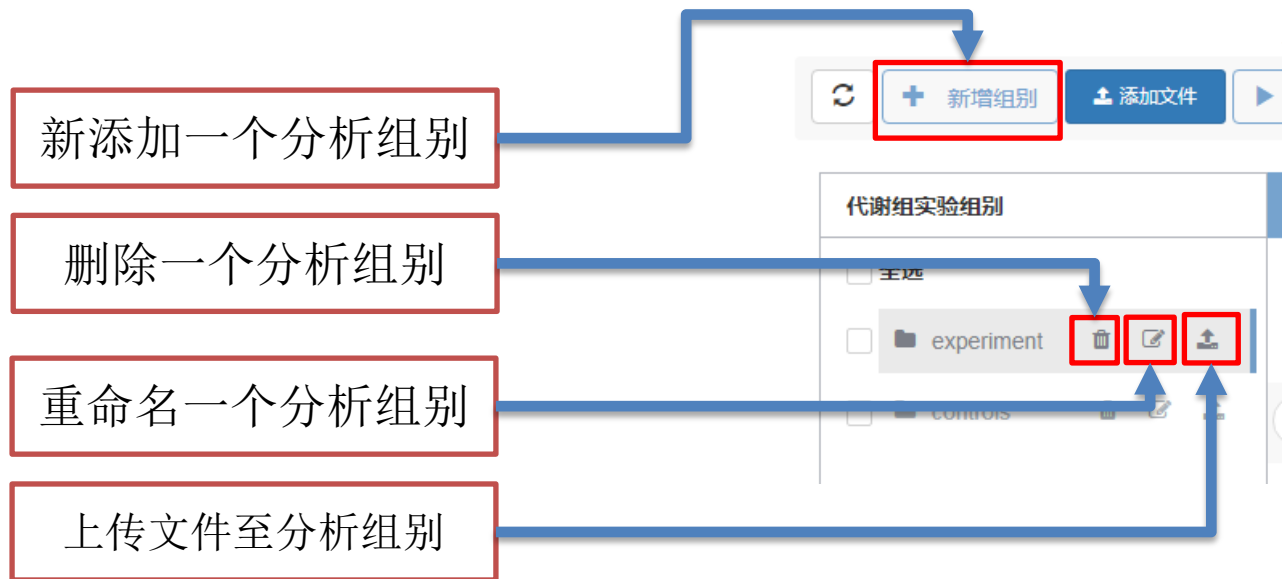 新添加一个分析组别
删除一个分析组别
重命名一个分析组别
上传文件至分析组别
新增组别
添加文件
代谢组实验组别
全选
experiment
controls